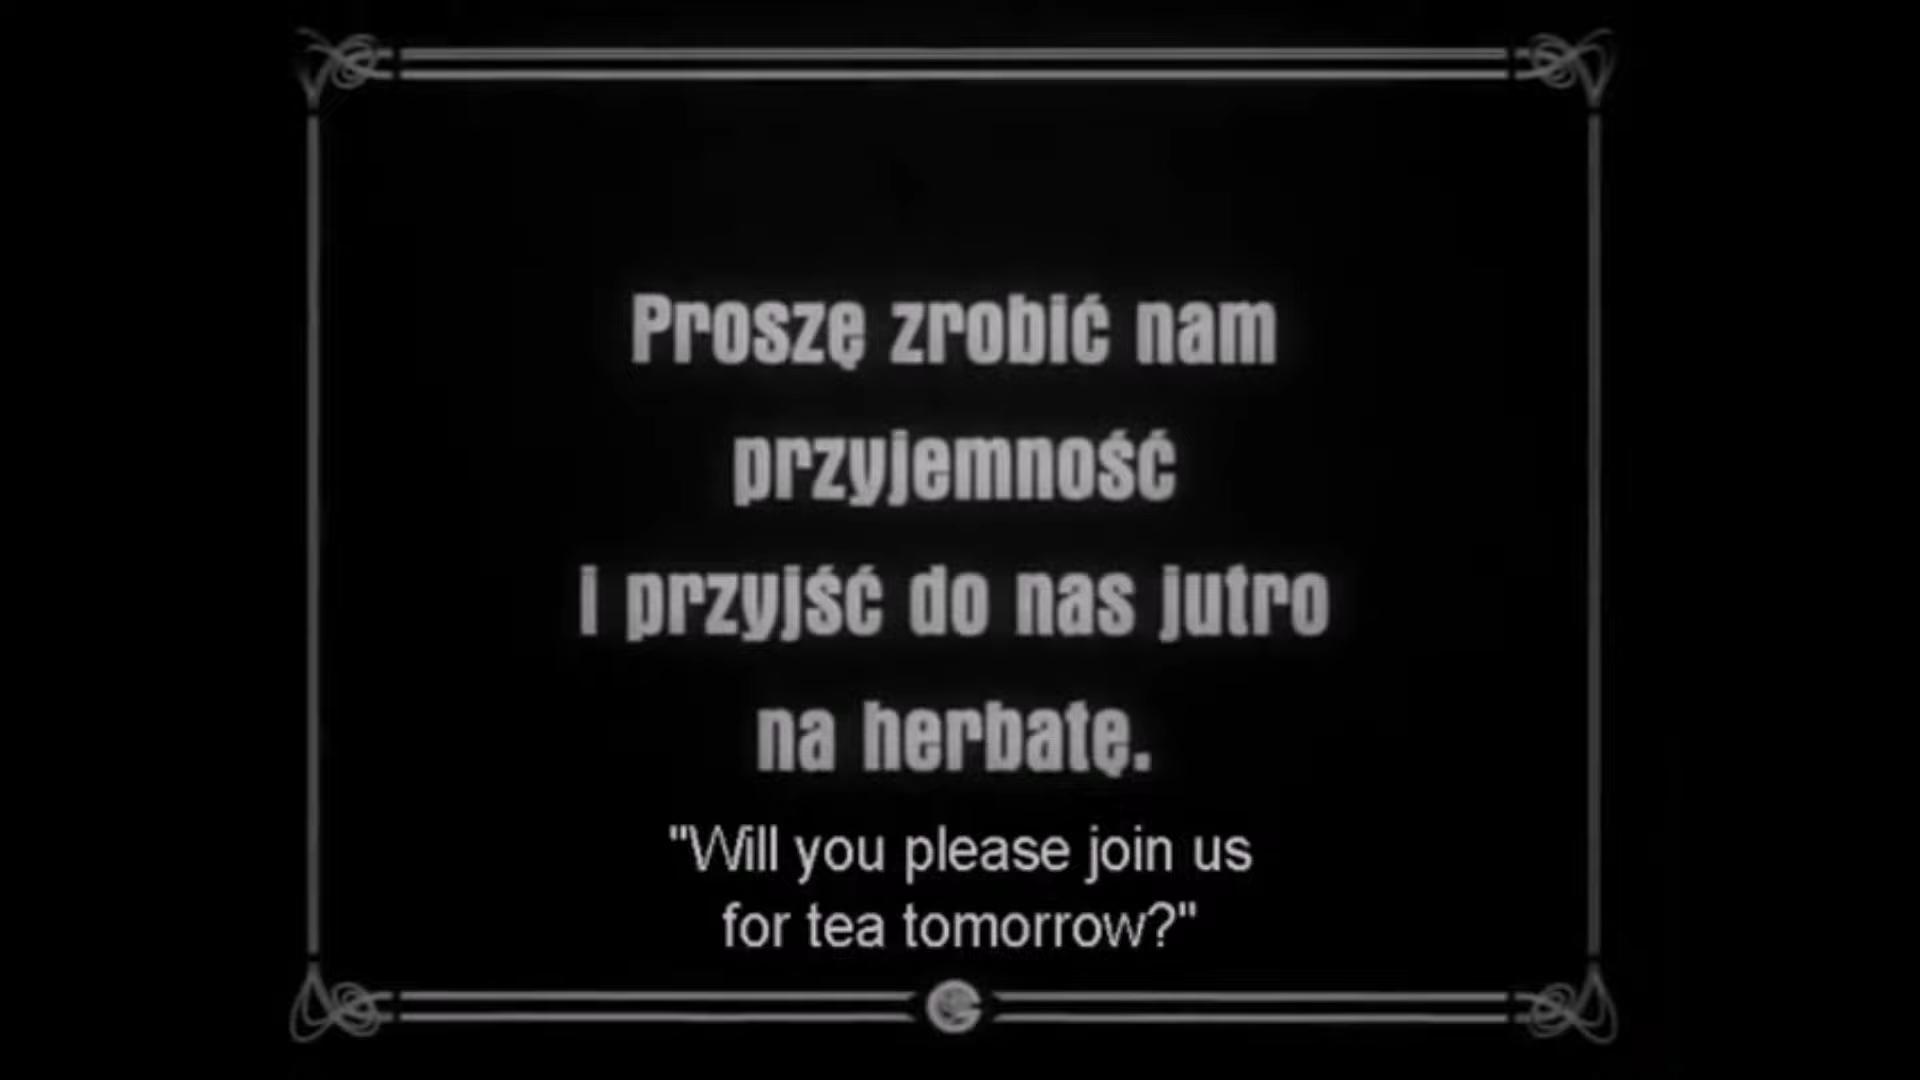 Proszę zrobić nam
przyjemność
i przyjść do nas jutro
na herbatę.
"Will you please join us
for tea tomorrow?"